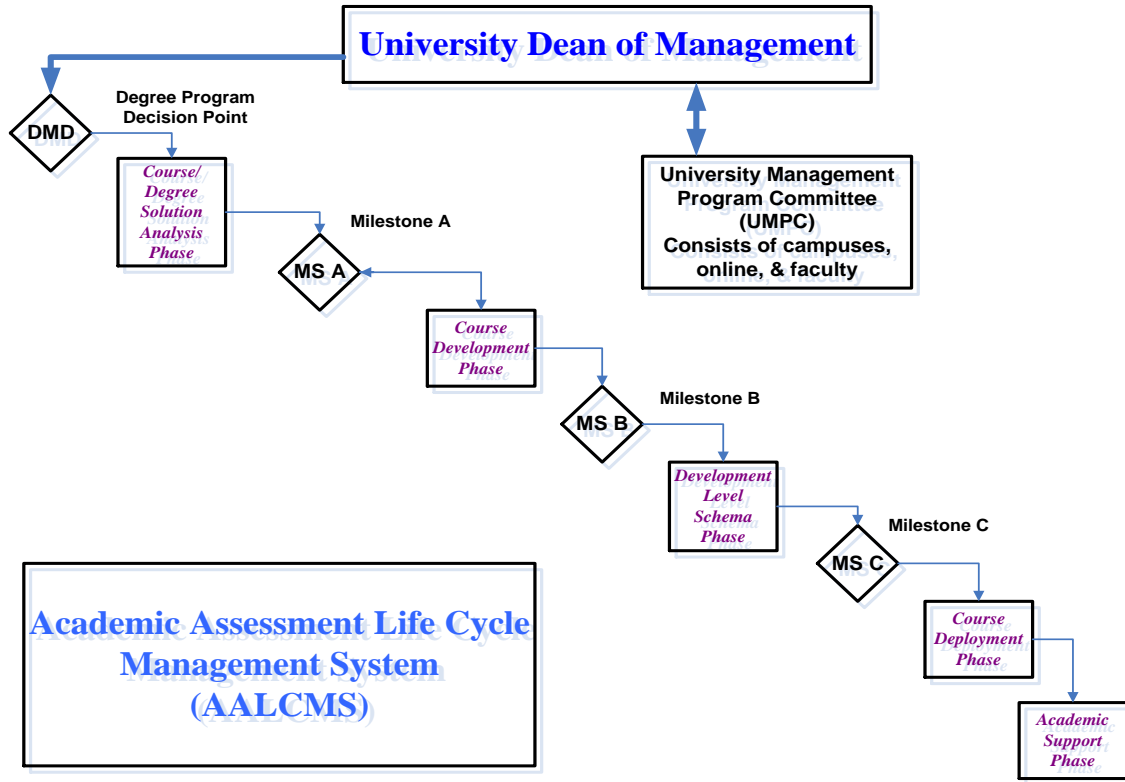 University Dean of Management
Degree Program
Decision Point
DMD
Course/
Degree
Solution
Analysis
Phase
University Management
Program Committee
(UMPC)
Consists of campuses,
online, & faculty
Milestone A
MS A
Course
Development
Phase
Milestone B
MS B
Development
Level
Schema
Phase
Milestone C
MS C
Academic Assessment Life Cycle
Management System
(AALCMS)
Course
Deployment
Phase
Academic
Support
Phase